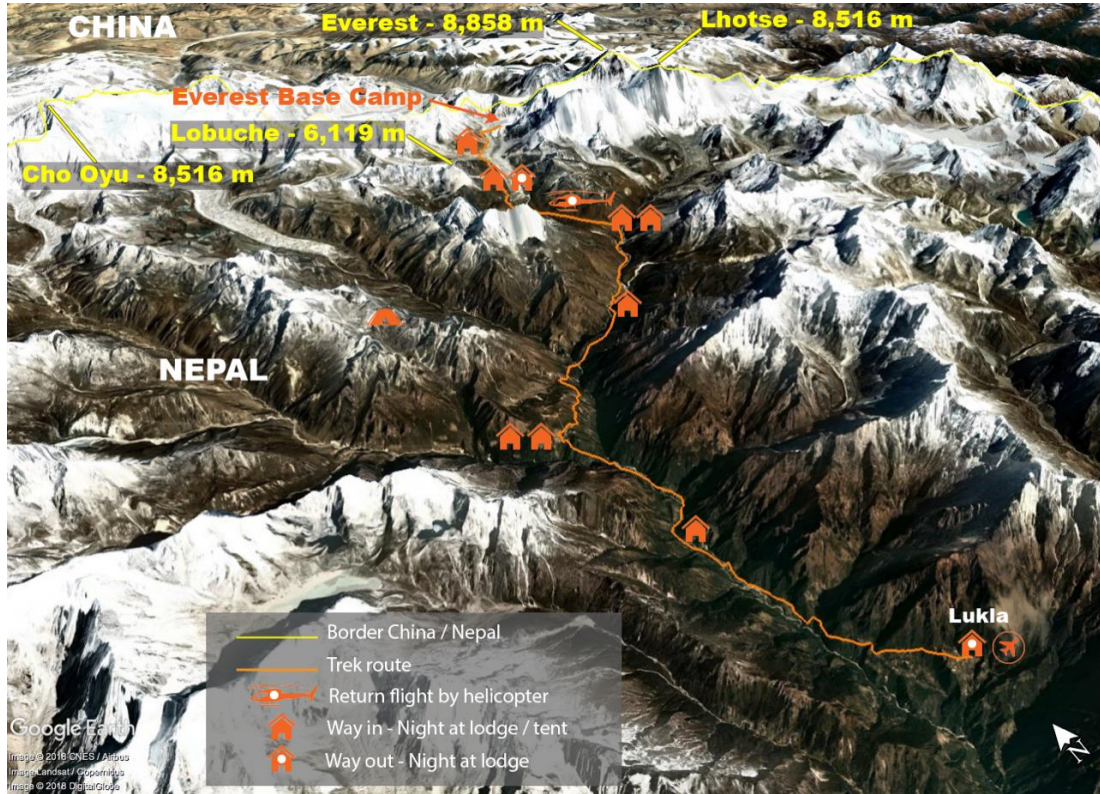 CHINA
Everest - 8,858 m
Lhotse - 8,516 m
Everest Base Camp
Lobuche - 6,119 m
Cho Oyu - 8,516 m
NEPAL
Lukla
Border China / Nepal
Trek route
Return flight by helicopter
Way in - Night at lodge / tent
Way out - Night at lodge
Google Earth
Image © 2018 CNES / Airbus
Image Landsat / Copernicus
Image © 2018 DigitalGlobe
N